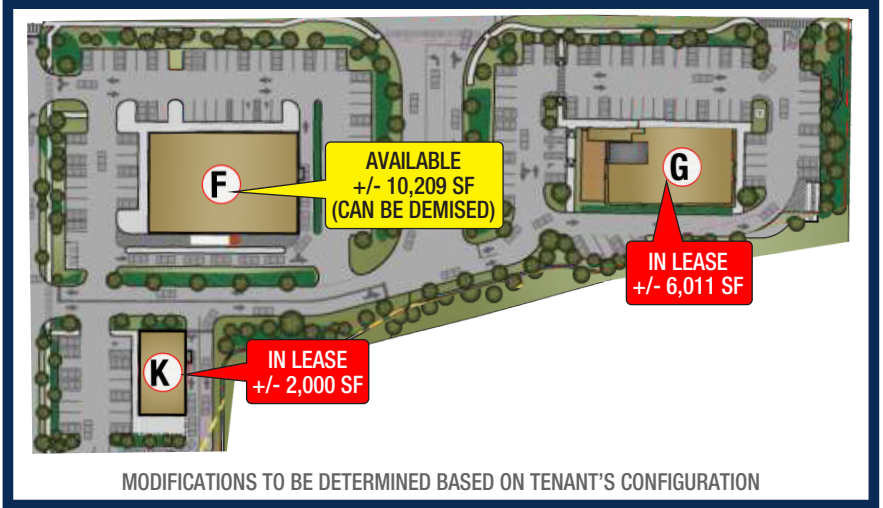 F
AVAILABLE
+/- 10,209 SF
(CAN BE DEMISED)
G
IN LEASE
+/- 6,011 SF
K
IN LEASE
+/- 2,000 SF
MODIFICATIONS TO BE DETERMINED BASED ON TENANT'S CONFIGURATION